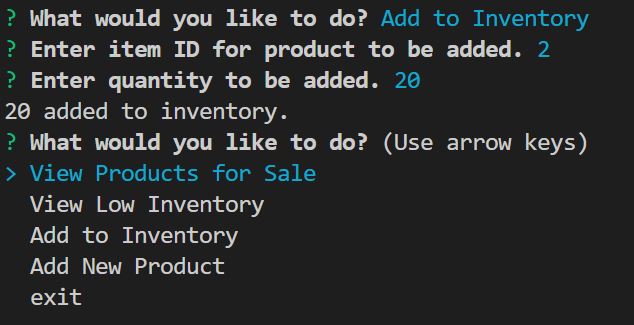 ? What would you like to do? Add to Inventory
? Enter item ID for product to be added. 2
? Enter quantity to be added. 20
20 added to inventory.
? What would you like to do? (Use arrow keys)
> View Products for Sale
View Low Inventory
Add to Inventory
Add New Product
exit